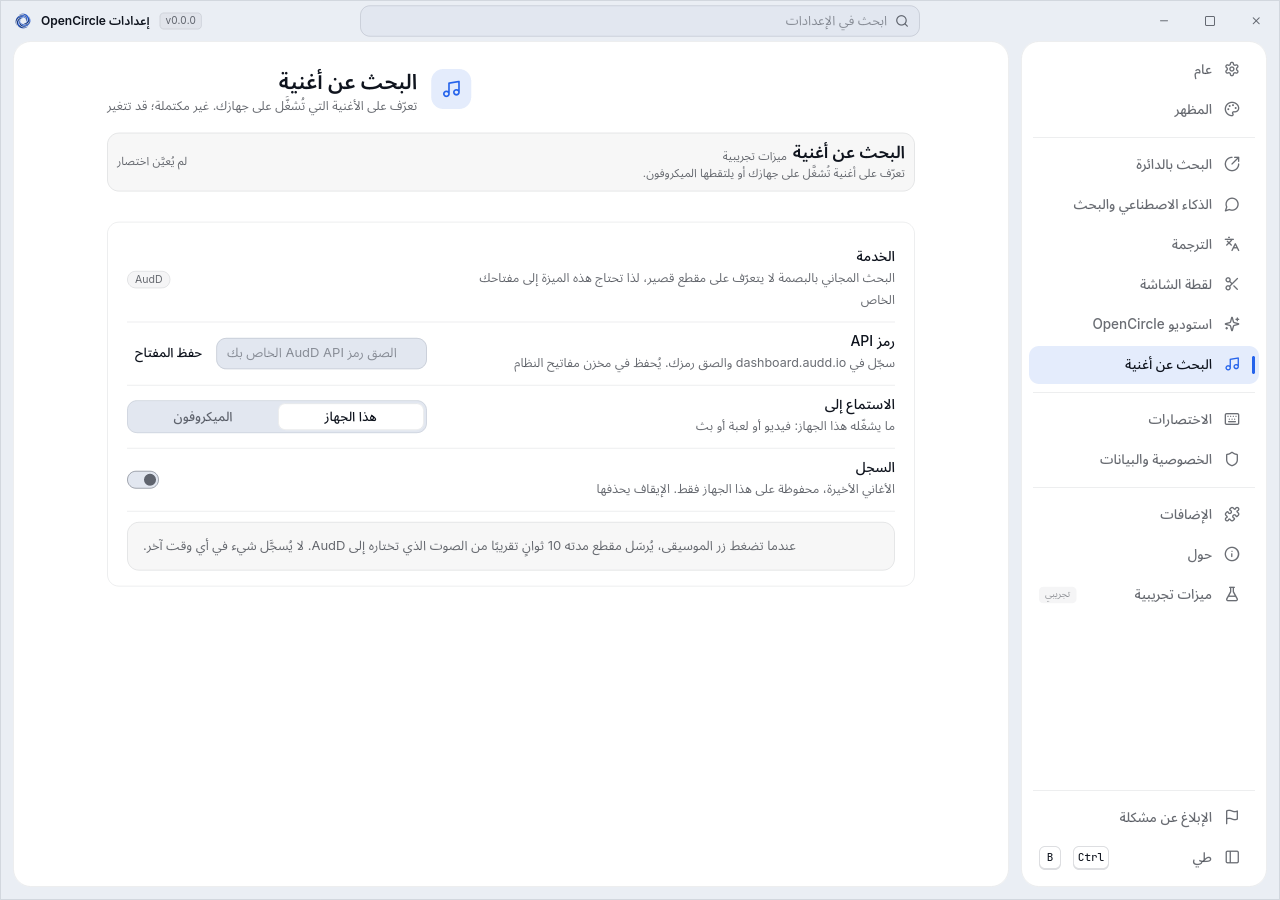 إعدادات OpenCircle
v0.0.0
ابحث في الإعدادات
عام
المظهر
البحث بالدائرة
الذكاء الاصطناعي والبحث
الترجمة
لقطة الشاشة
استوديو OpenCircle
البحث عن أغنية
الاختصارات
الخصوصية والبيانات
الإضافات
حول
ميزات تجريبية
تجريبي
الإبلاغ عن مشكلة
طي
Ctrl
B
البحث عن أغنية
تعرّف على الأغنية التي تُشغَّل على جهازك. غير مكتملة؛ قد تتغير
البحث عن أغنية ميزات تجريبية
تعرّف على أغنية تُشغَّل على جهازك أو يلتقطها الميكروفون.
لم يُعيَّن اختصار
الخدمة
البحث المجاني بالبصمة لا يتعرّف على مقطع قصير، لذا تحتاج هذه الميزة إلى مفتاحك
الخاص
AudD
رمز API
سجّل في dashboard.audd.io والصق رمزك. يُحفظ في مخزن مفاتيح النظام
الصق رمز AudD API الخاص بك
حفظ المفتاح
الاستماع إلى
ما يشغّله هذا الجهاز: فيديو أو لعبة أو بث
هذا الجهاز
الميكروفون
السجل
الأغاني الأخيرة، محفوظة على هذا الجهاز فقط. الإيقاف يحذفها
عندما تضغط زر الموسيقى، يُرسَل مقطع مدته 10 ثوانٍ تقريبًا من الصوت الذي تختاره إلى AudD. لا يُسجَّل شيء في أي وقت آخر.